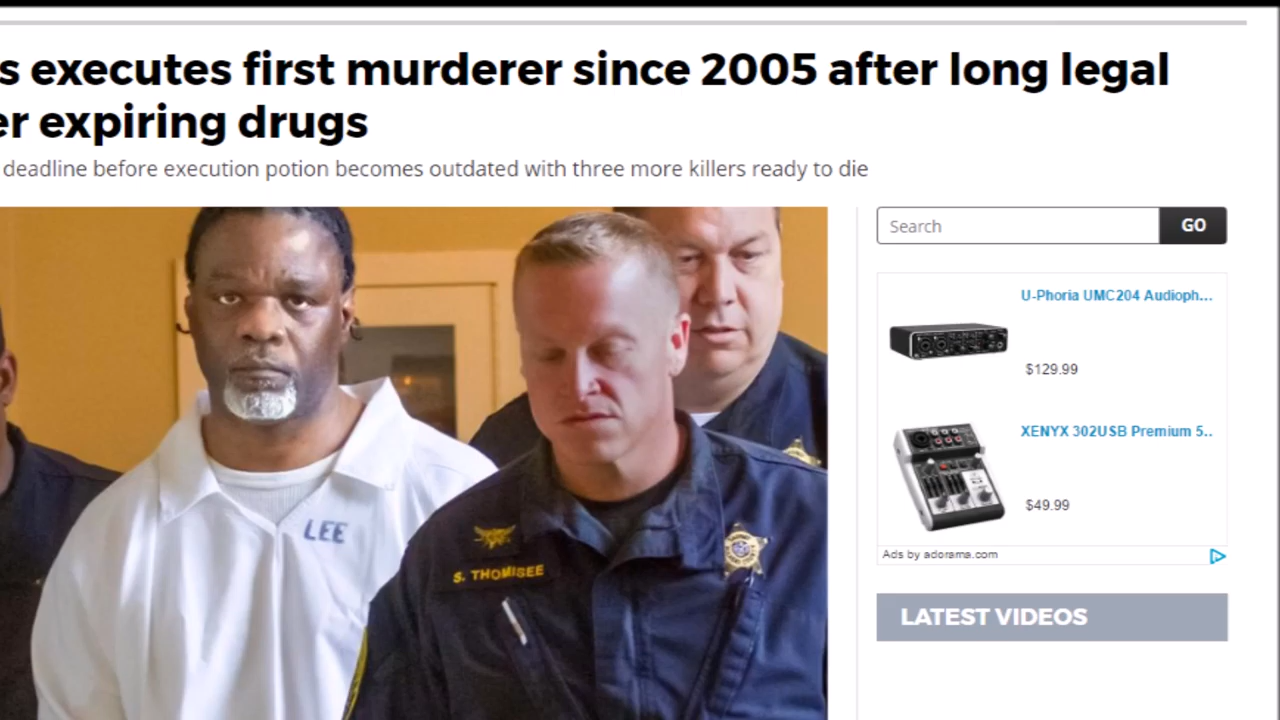 s executes first murderer since 2005 after long legal
er expiring drugs
deadline before execution potion becomes outdated with three more killers ready to die
Search
GO
U-Phoria UMC204 Audioph...
$129.99
XENYX 302USB Premium 5..
$49.99
Ads by adorama.com
LATEST VIDEOS
LEE
S. THOMISEE